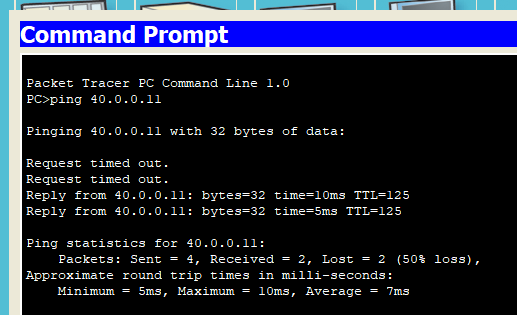 Command Prompt
Packet Tracer PC Command Line 1.0
PC>ping 40.0.0.11
Pinging 40.0.0.11 with 32 bytes of data:
Request timed out.
Request timed out.
Reply from 40.0.0.11: bytes=32 time=10ms TTL=125
Reply from 40.0.0.11: bytes=32 time=5ms TTL=125
Ping statistics for 40.0.0.11:
Packets: Sent = 4, Received = 2, Lost = 2 (50% loss),
Approximate round trip times in milli-seconds:
Minimum = 5ms, Maximum = 10ms, Average = 7ms